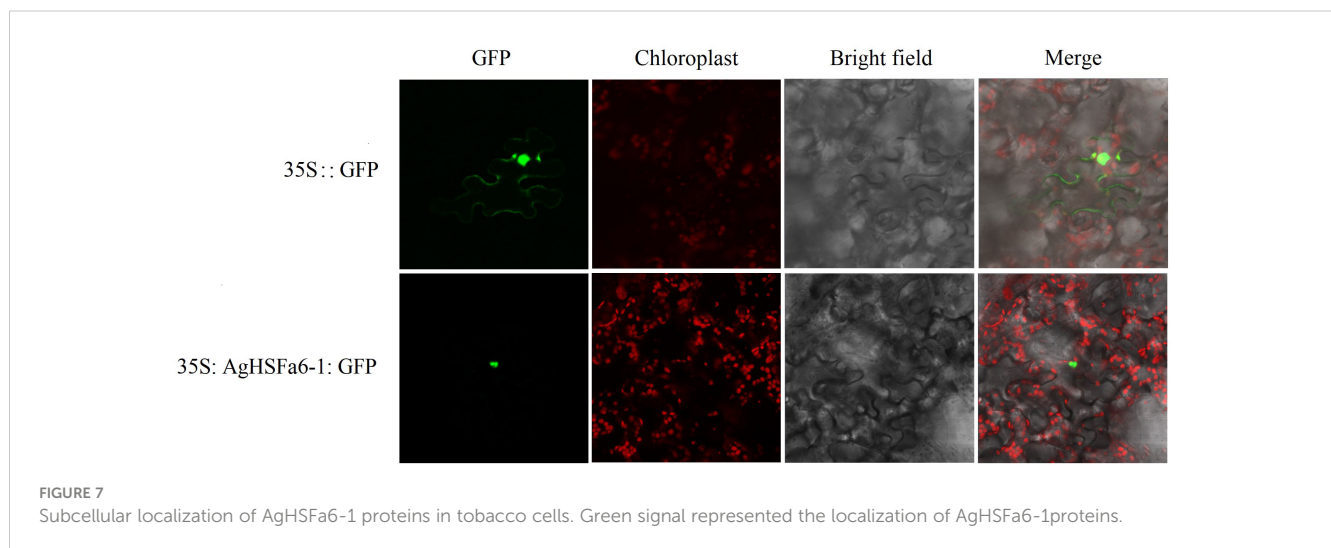 GFP Chloroplast Bright field Merge
35S:: GFP
35S: AgHSFa6-1: GFP
FIGURE 7
Subcellular localization of AgHSFa6-1 proteins in tobacco cells. Green signal represented the localization of AgHSFa6-1proteins.